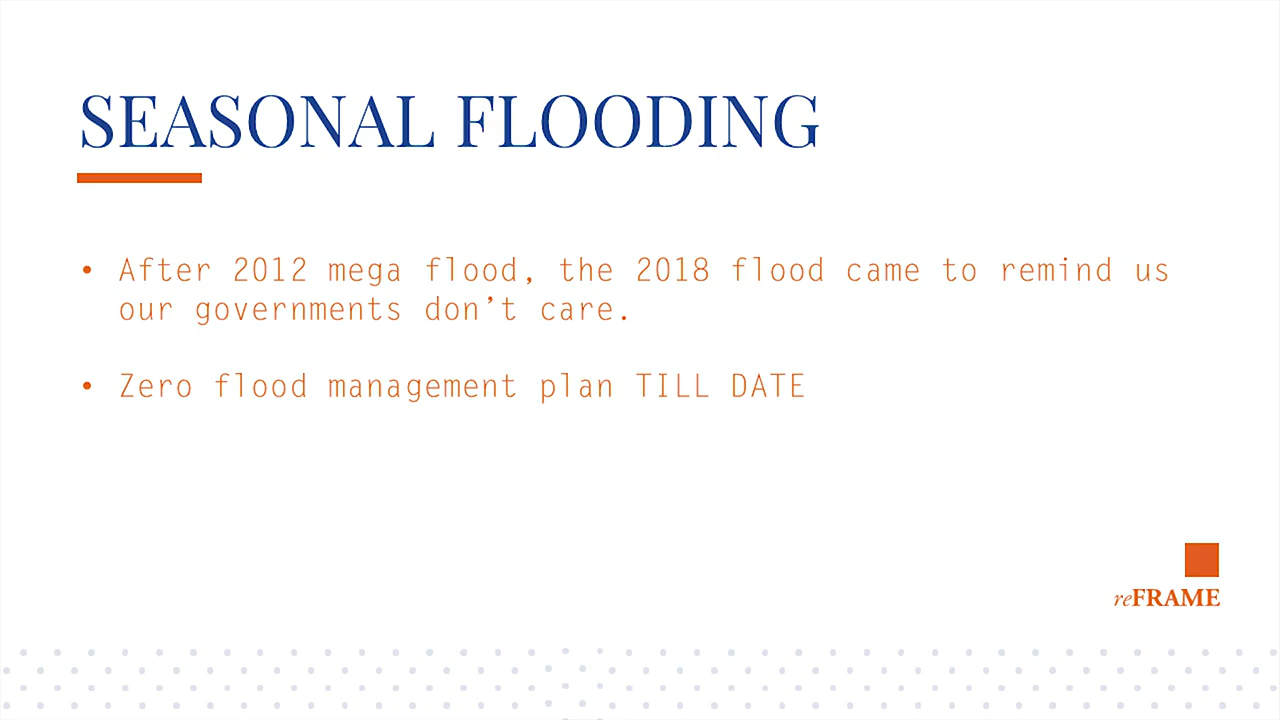 SEASONAL FLOODING
• After 2012 mega flood, the 2018 flood came to remind us
our governments don’t care.
• Zero flood management plan TILL DATE
reFRAME